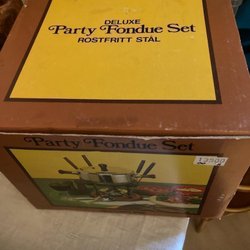 DELUXE
Party Fondue Set
ROSTFRITT STÅL
Party Fondue Set